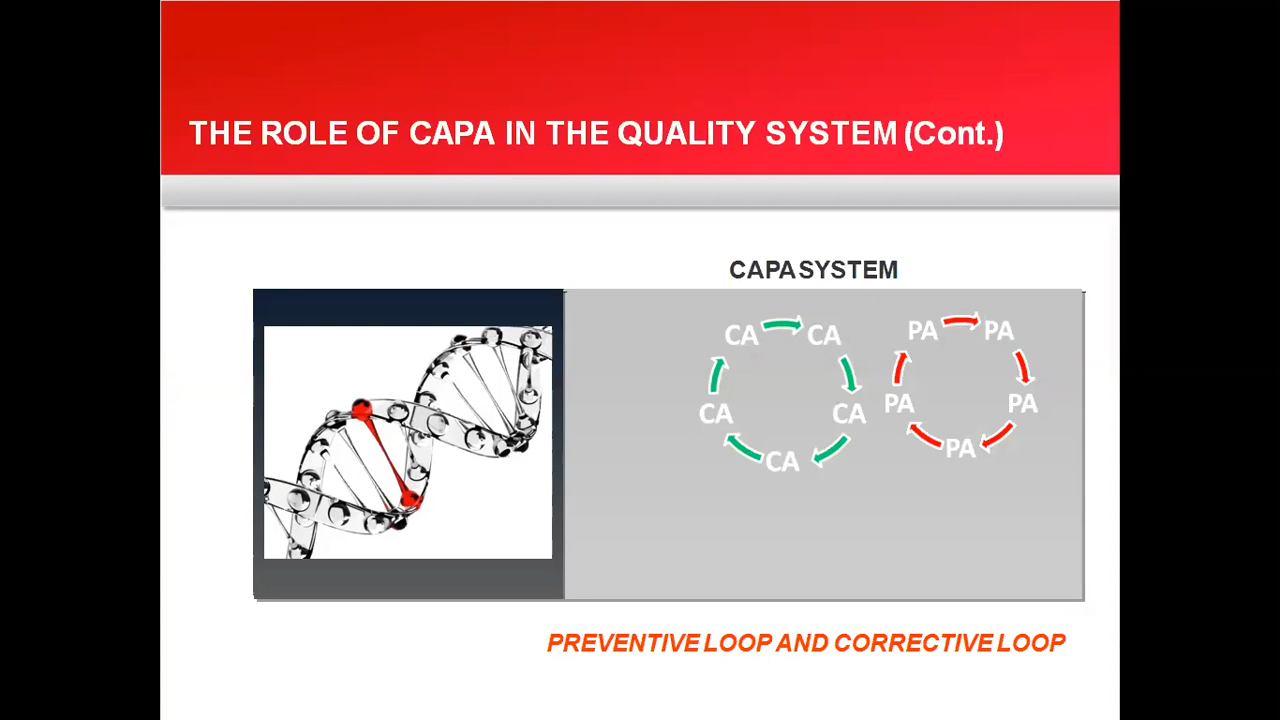 THE ROLE OF CAPA IN THE QUALITY SYSTEM (Cont.)
CAPA SYSTEM
CA CA
CA CA
CA
PA PA
PA PA
PA
PREVENTIVE LOOP AND CORRECTIVE LOOP